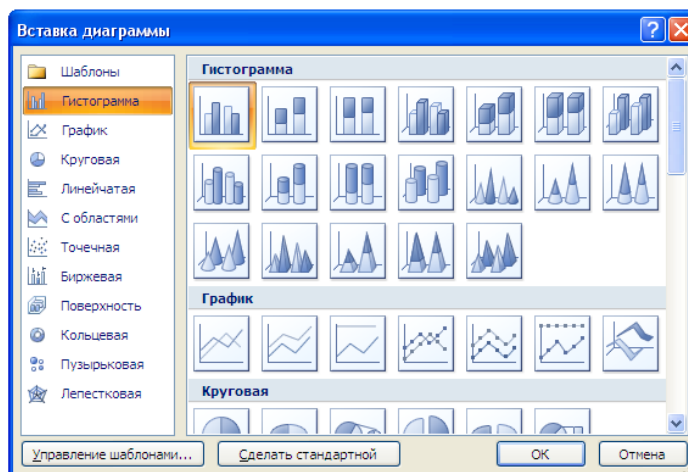 Вставка диаграммы
Шаблоны
Гистограмма
График
Круговая
Линейчатая
С областями
Точечная
Биржевая
Поверхность
Кольцевая
Пузырьковая
Лепестковая
Гистограмма
График
Круговая
Управление шаблонами...
Сделать стандартной
ОК
Отмена